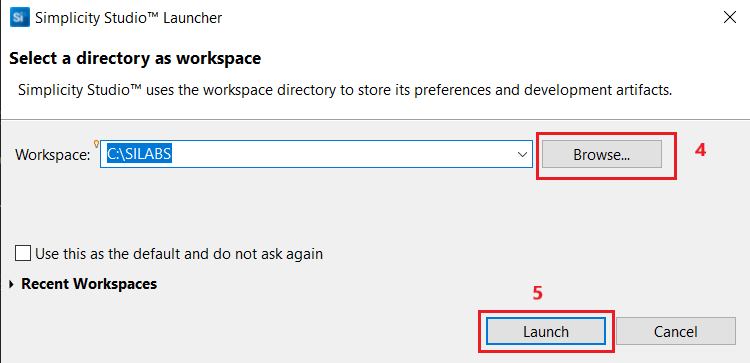 Si Simplicity Studio™ Launcher
Select a directory as workspace
Simplicity Studio™ uses the workspace directory to store its preferences and development artifacts.
Workspace: C:\SILABS Browse... 4
Use this as the default and do not ask again
Recent Workspaces
5
Launch Cancel